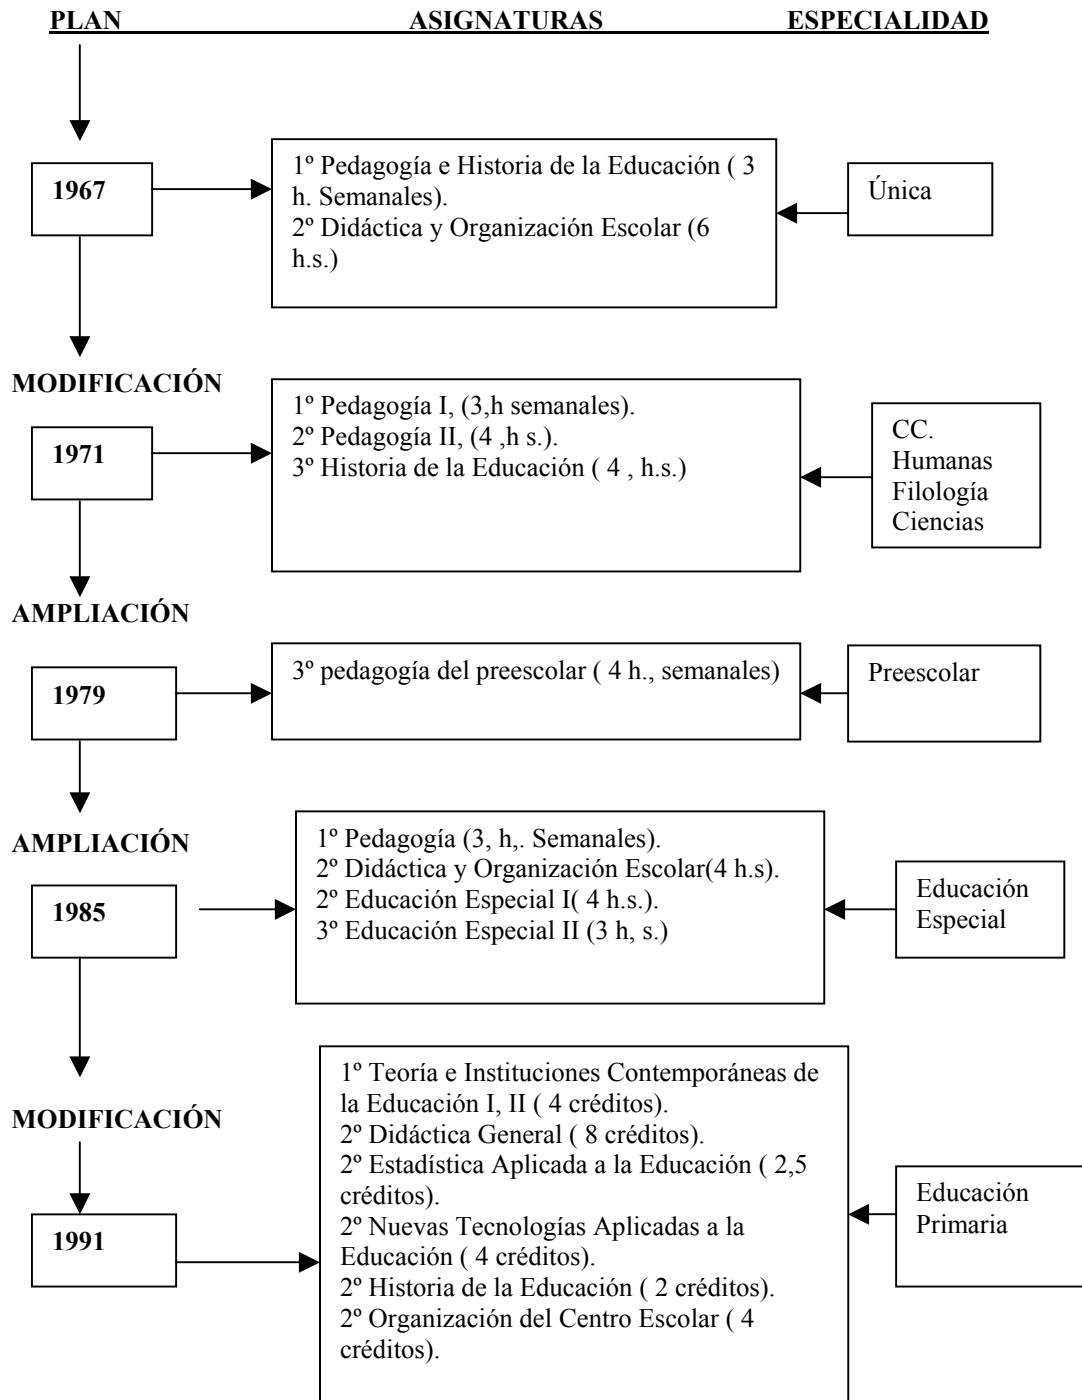 PLAN ASIGNATURAS ESPECIALIDAD
1967
1º Pedagogía e Historia de la Educación ( 3
h. Semanales).
2º Didáctica y Organización Escolar (6
h.s.)
Única
MODIFICACIÓN
1971
1º Pedagogía I, (3,h semanales).
2º Pedagogía II, (4 ,h s.).
3º Historia de la Educación ( 4 , h.s.)
CC.
Humanas
Filología
Ciencias
AMPLIACIÓN
1979
3º pedagogía del preescolar ( 4 h., semanales)
Preescolar
AMPLIACIÓN
1985
1º Pedagogía (3, h,. Semanales).
2º Didáctica y Organización Escolar(4 h.s).
2º Educación Especial I( 4 h.s.).
3º Educación Especial II (3 h, s.)
Educación
Especial
MODIFICACIÓN
1991
1º Teoría e Instituciones Contemporáneas de
la Educación I, II ( 4 créditos).
2º Didáctica General ( 8 créditos).
2º Estadística Aplicada a la Educación ( 2,5
créditos).
2º Nuevas Tecnologías Aplicadas a la
Educación ( 4 créditos).
2º Historia de la Educación ( 2 créditos).
2º Organización del Centro Escolar ( 4
créditos).
Educación
Primaria